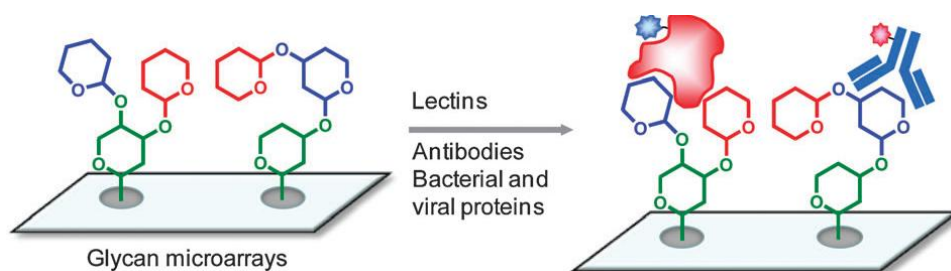 O
O O O O
O
O O
O O
Glycan microarrays
Lectins
Antibodies
Bacterial and
viral proteins
O
O O O O
O
O O
O O